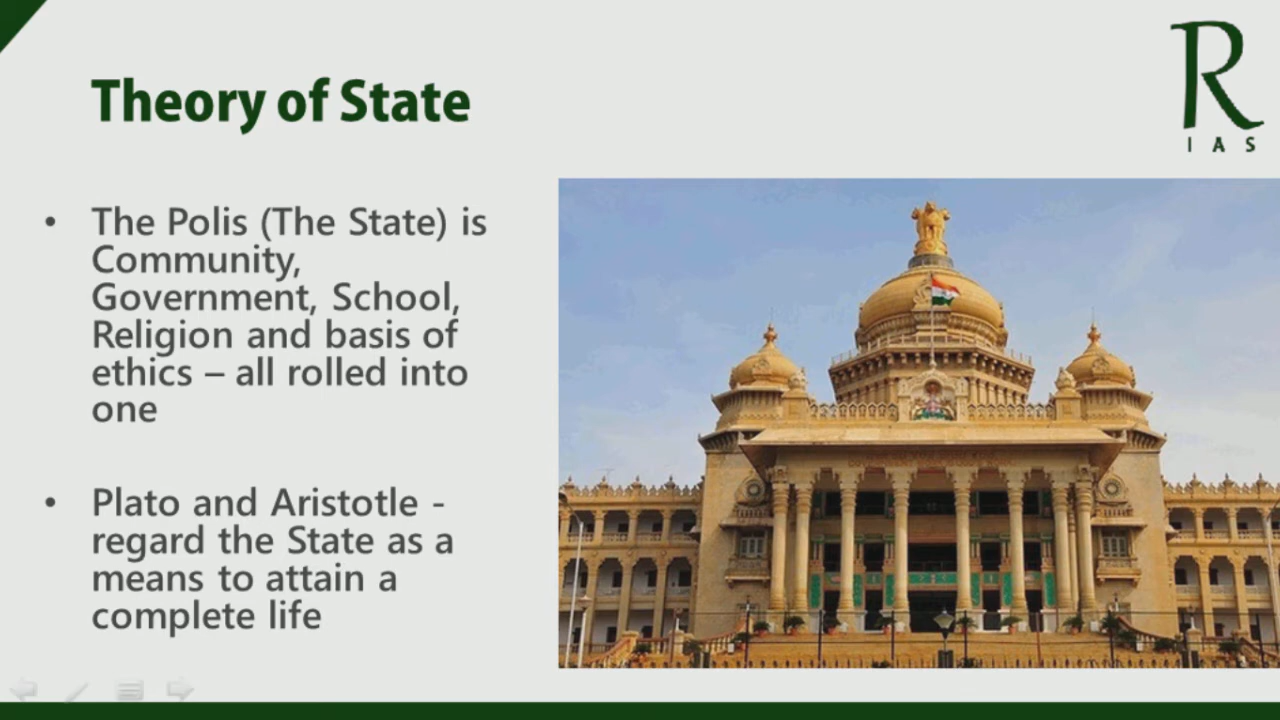 Theory of State
R
I A S
• The Polis (The State) is
Community,
Government, School,
Religion and basis of
ethics – all rolled into
one
• Plato and Aristotle -
regard the State as a
means to attain a
complete life